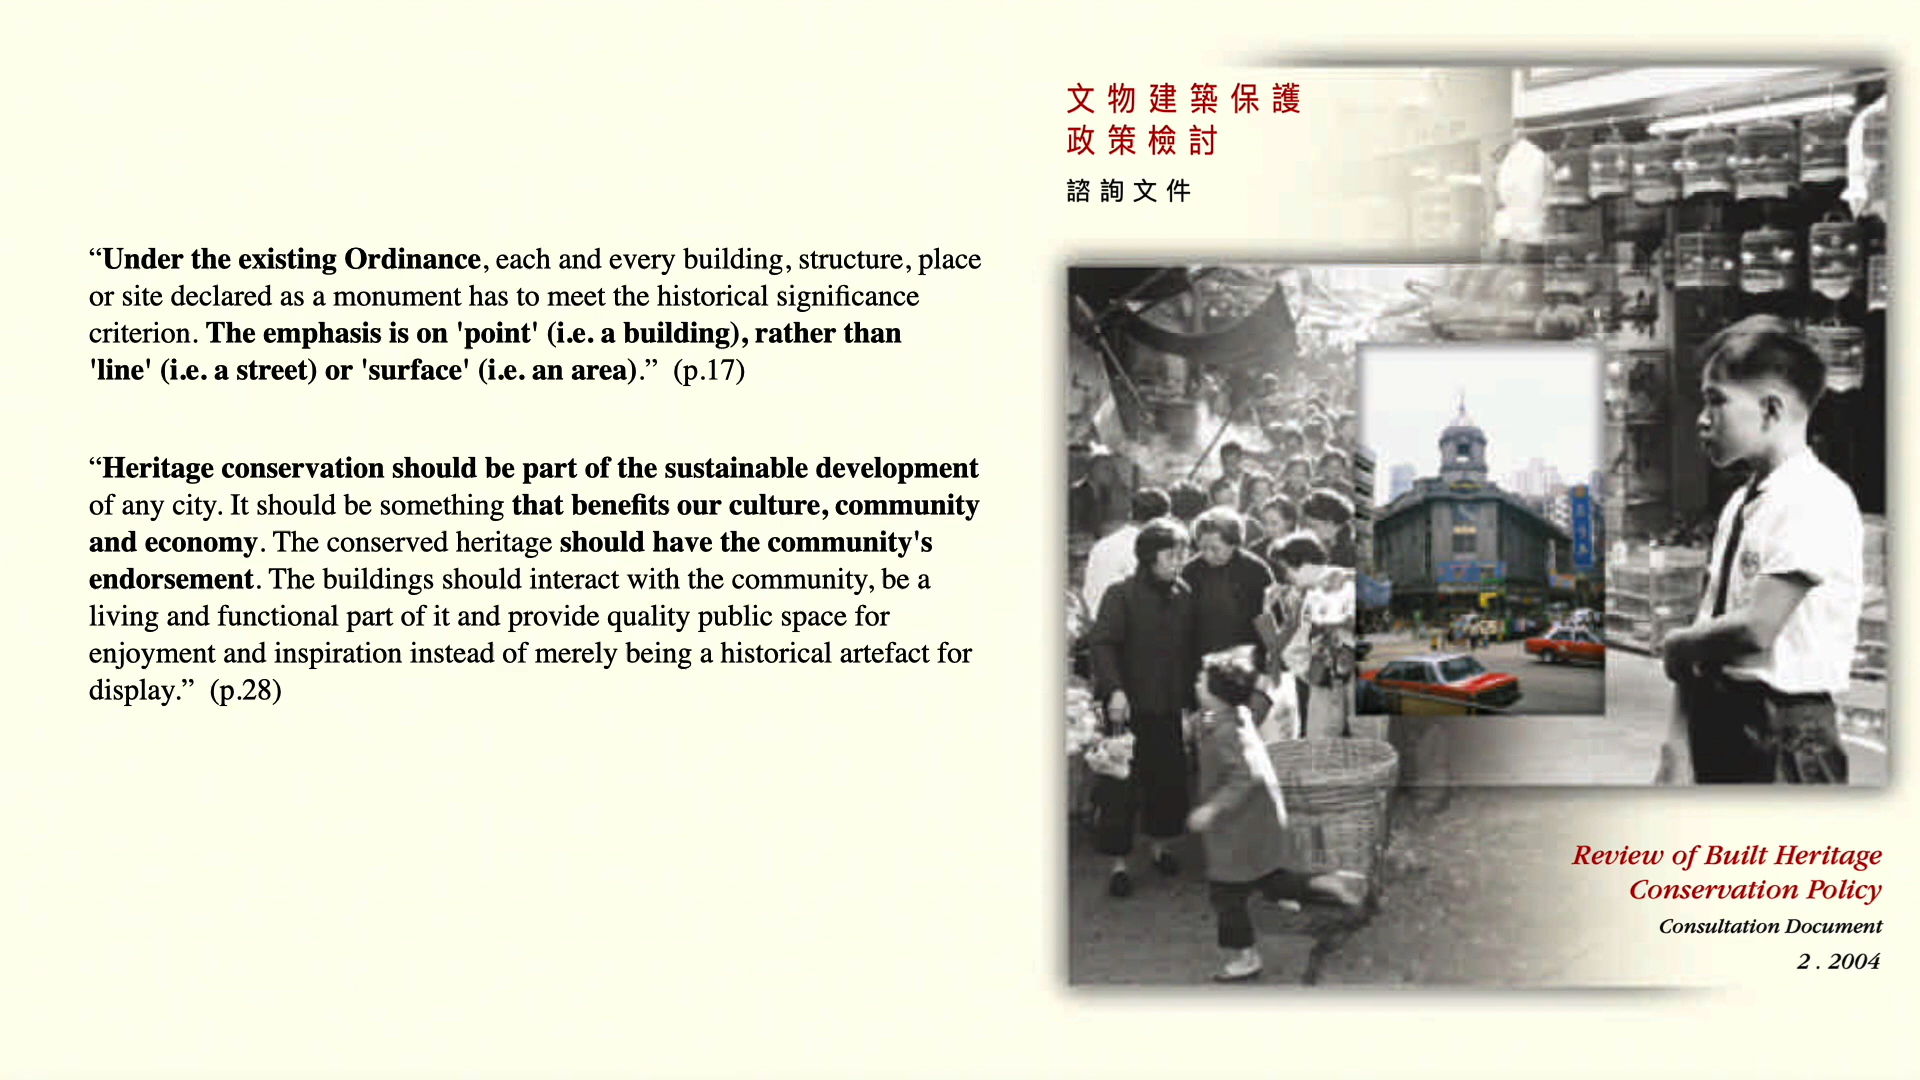 “Under the existing Ordinance, each and every building, structure, place
or site declared as a monument has to meet the historical significance
criterion. The emphasis is on 'point' (i.e. a building), rather than
'line' (i.e. a street) or 'surface' (i.e. an area).” (p.17)
“Heritage conservation should be part of the sustainable development
of any city. It should be something that benefits our culture, community
and economy. The conserved heritage should have the community's
endorsement. The buildings should interact with the community, be a
living and functional part of it and provide quality public space for
enjoyment and inspiration instead of merely being a historical artefact for
display.” (p.28)
文物建築保護
政策檢討
諮詢文件
Review of Built Heritage
Conservation Policy
Consultation Document
2 . 2004